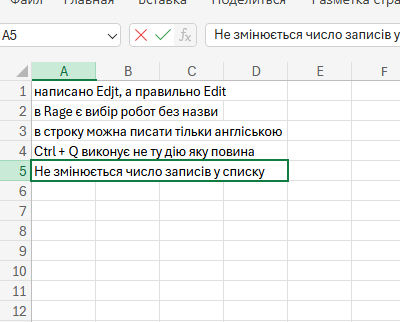 Файл Главная Вставка Поделиться Разметка стра
A5 fx Не змінюється число записів у
A B C D E F
1 написано Edjt, а правильно Edit
2 в Rage є вибір робот без назви
3 в строку можна писати тільки англіською
4 Ctrl + Q виконує не ту дію яку повина
5 Не змінюється число записів у списку
6
7
8
9
10
11
12